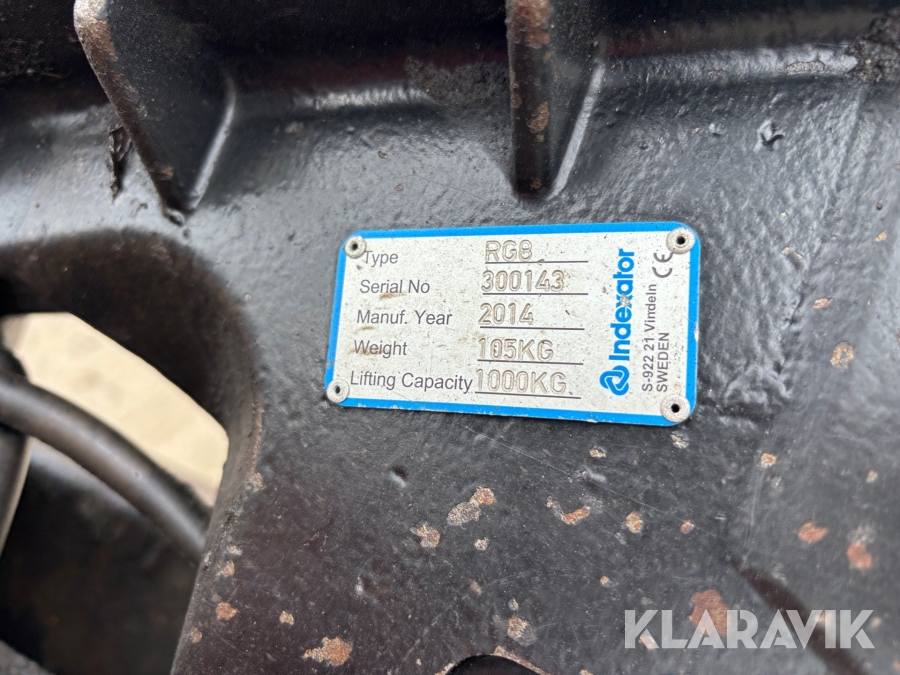 Type RG8
Serial No 300143
Manuf. Year 2014
Weight 105KG
Lifting Capacity 1000KG
Indexator CE
S-922 21 Vindeln
SWEDEN
KLARAVIK